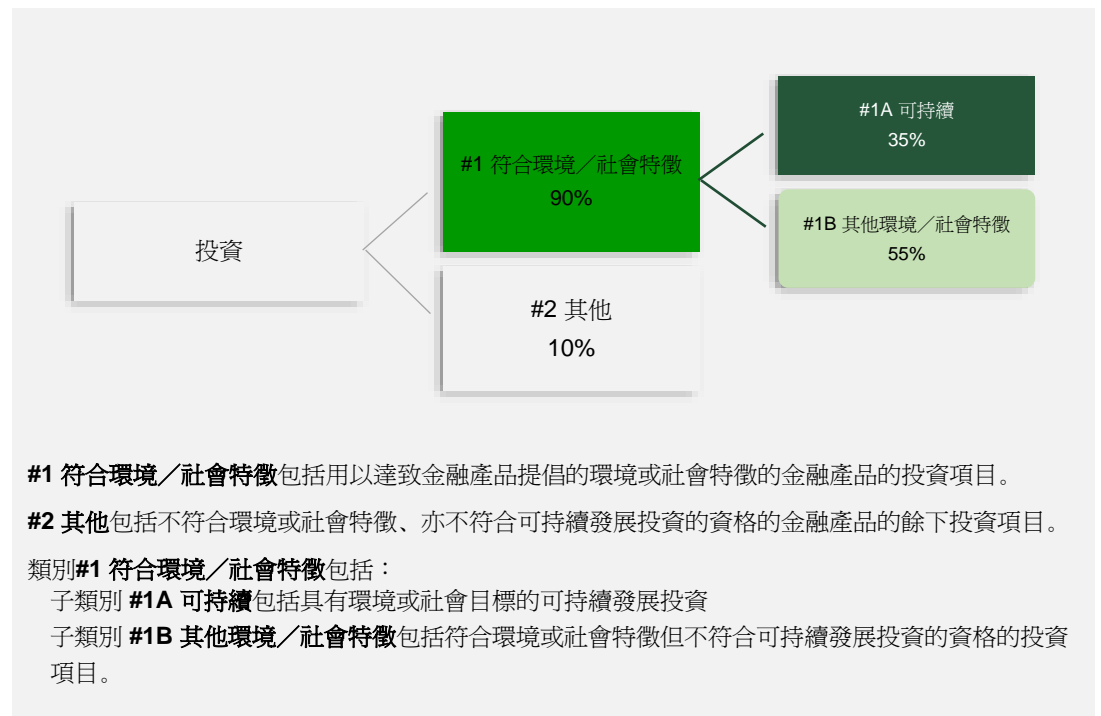 #1A 可持續
35%
#1 符合環境／社會特徵
90%
#1B 其他環境／社會特徵
55%
投資
#2 其他
10%
#1 符合環境／社會特徵包括用以達致金融產品提倡的環境或社會特徵的金融產品的投資項目。
#2 其他包括不符合環境或社會特徵、亦不符合可持續發展投資的資格的金融產品的餘下投資項目。
類別#1 符合環境／社會特徵包括：
子類別 #1A 可持續包括具有環境或社會目標的可持續發展投資
子類別 #1B 其他環境／社會特徵包括符合環境或社會特徵但不符合可持續發展投資的資格的投資
項目。